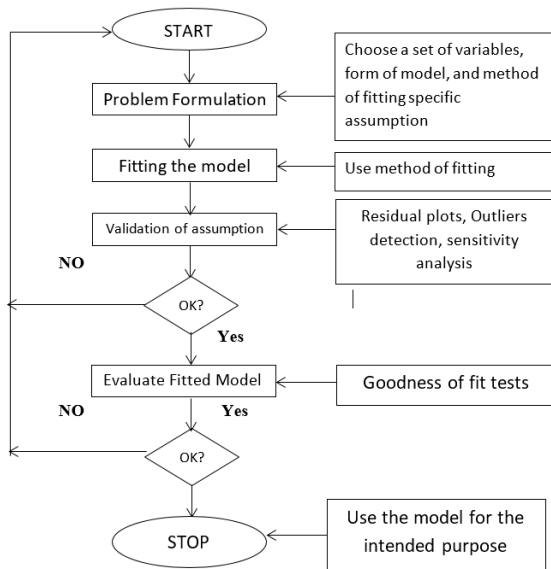 START
Choose a set of variables,
form of model, and method
of fitting specific
assumption
Problem Formulation
Fitting the model
Use method of fitting
Validation of assumption
Residual plots, Outliers
detection, sensitivity
analysis
NO
OK?
Yes
Evaluate Fitted Model
Goodness of fit tests
NO
Yes
OK?
STOP
Use the model for the
intended purpose